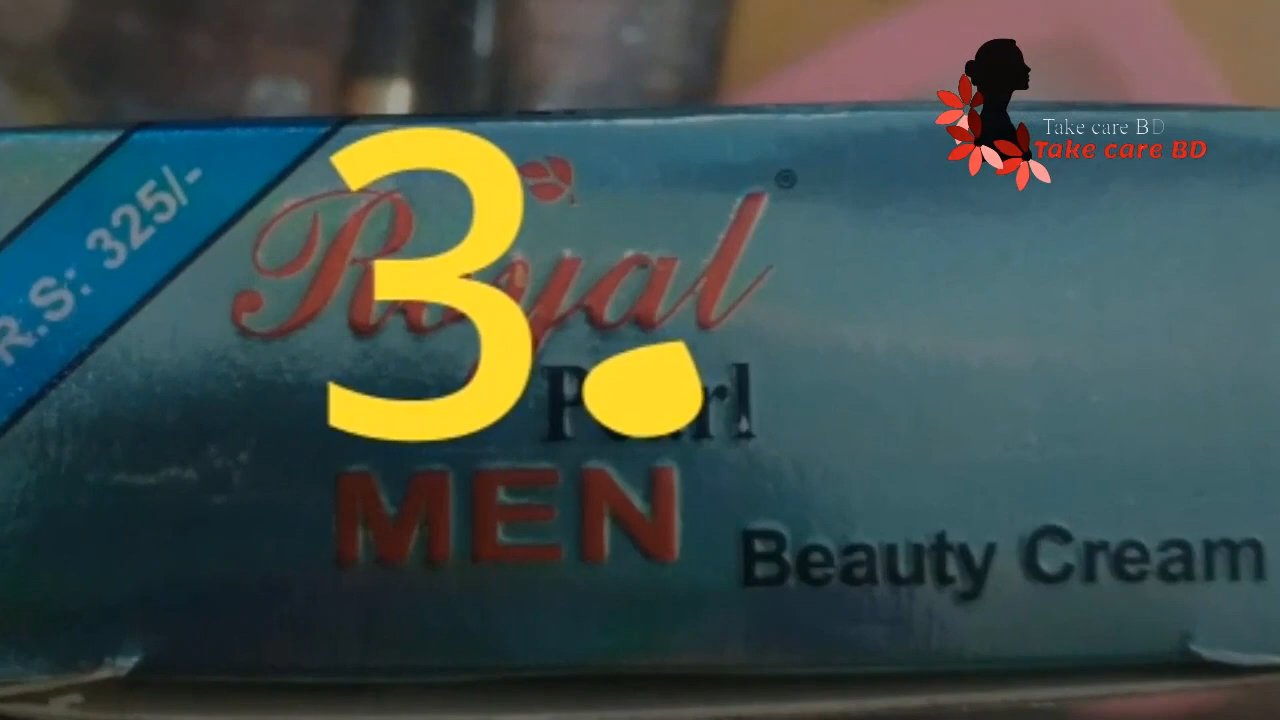 Take care BD
Take care BD
R.S: 325/-
3.
Royal®
Pearl
MEN
Beauty Cream